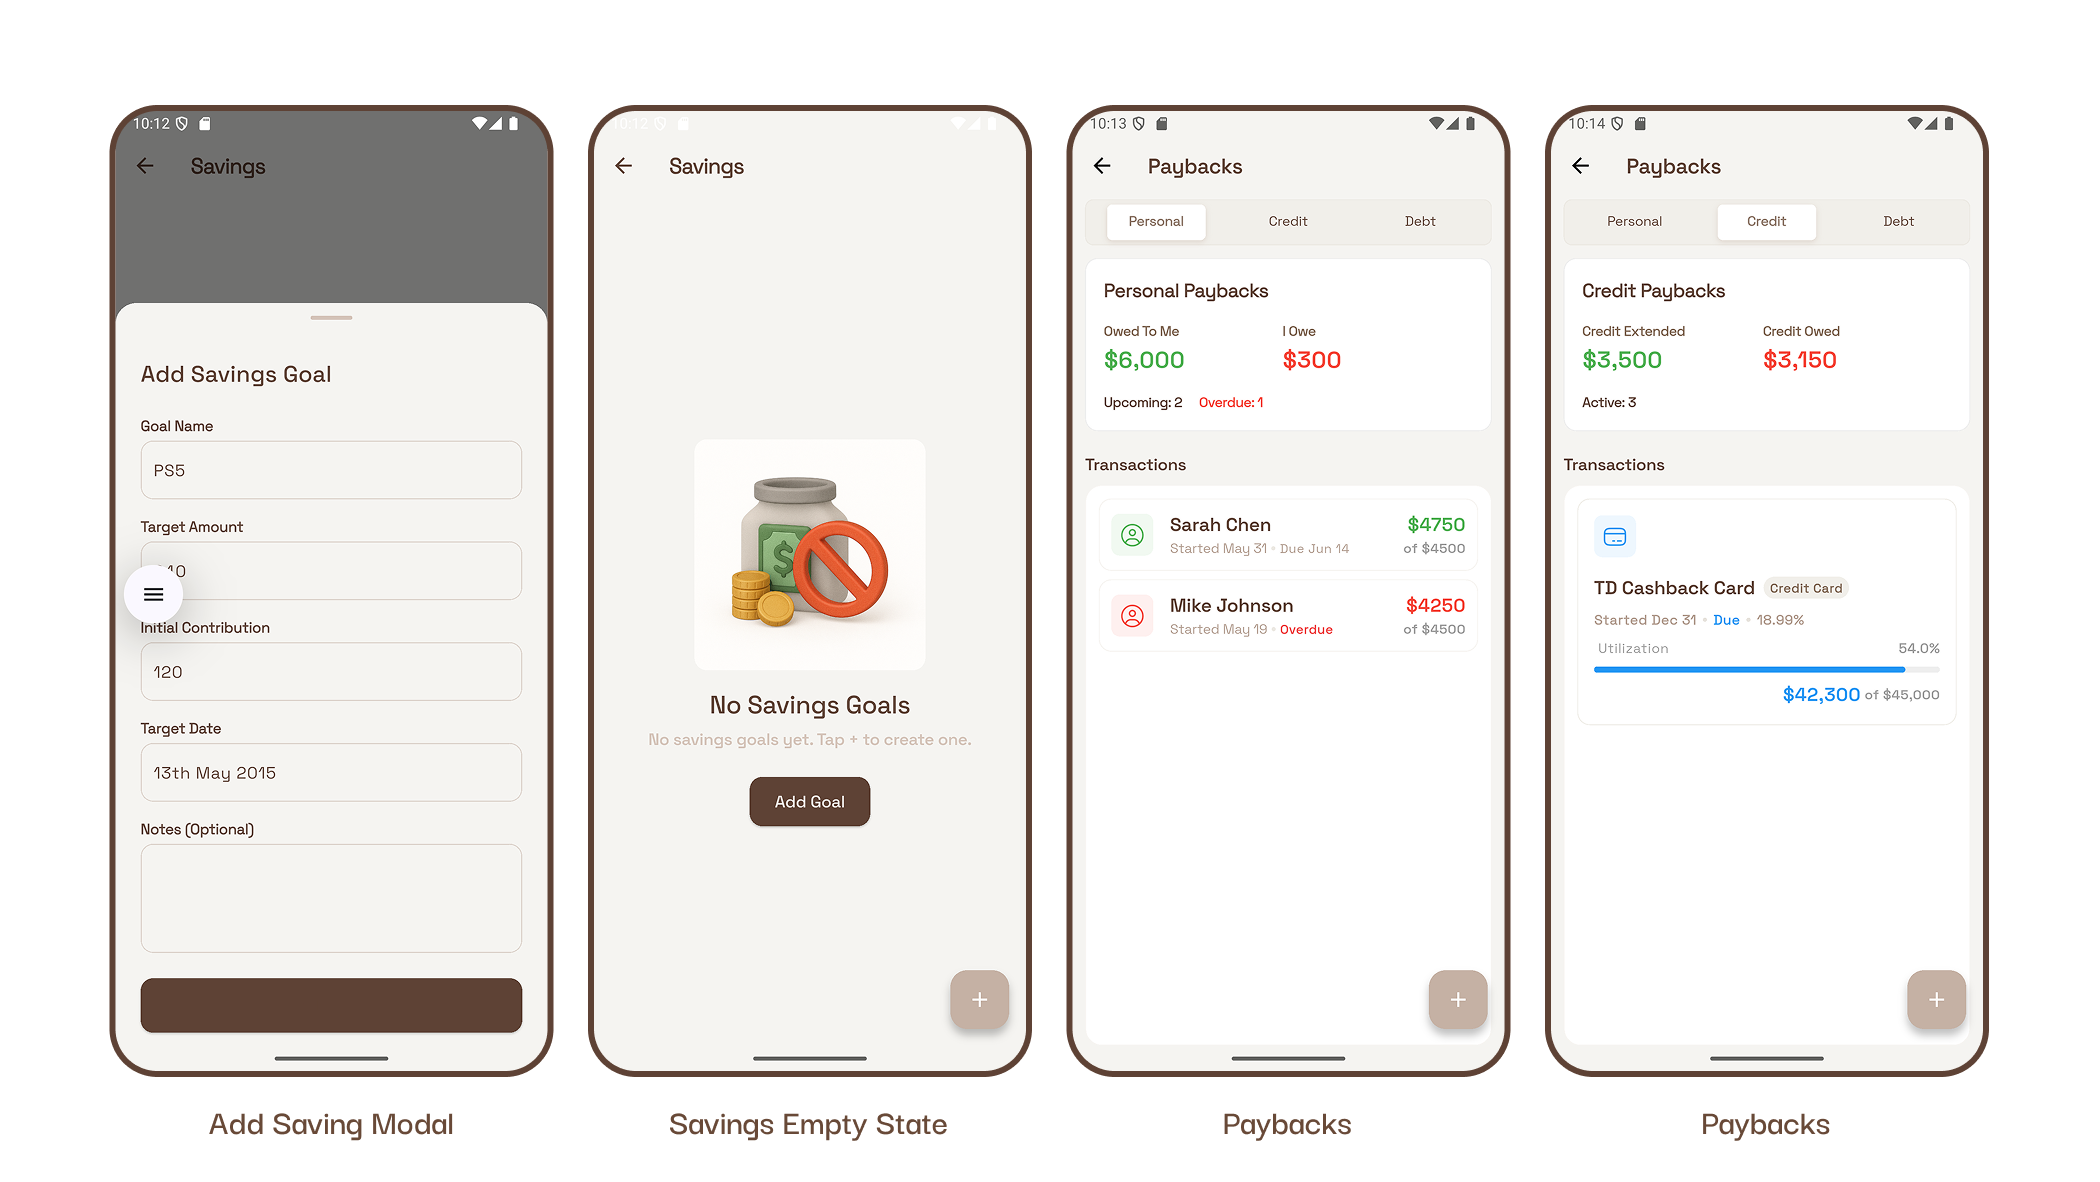 10:12
Savings
Add Savings Goal
Goal Name
PS5
Target Amount
Initial Contribution
120
Target Date
13th May 2015
Notes (Optional)
Add Saving Modal
10:12
Savings
No Savings Goals
No savings goals yet. Tap + to create one.
Add Goal
+
Savings Empty State
10:13
Paybacks
Personal Credit Debt
Personal Paybacks
Owed To Me I Owe
$6,000 $300
Upcoming: 2 Overdue: 1
Transactions
Sarah Chen $4750
Started May 31 • Due Jun 14 of $4500
Mike Johnson $4250
Started May 19 • Overdue of $4500
+
Paybacks
10:14
Paybacks
Personal Credit Debt
Credit Paybacks
Credit Extended Credit Owed
$3,500 $3,150
Active: 3
Transactions
TD Cashback Card Credit Card
Started Dec 31 • Due • 18.99%
Utilization 54.0%
$42,300 of $45,000
+
Paybacks